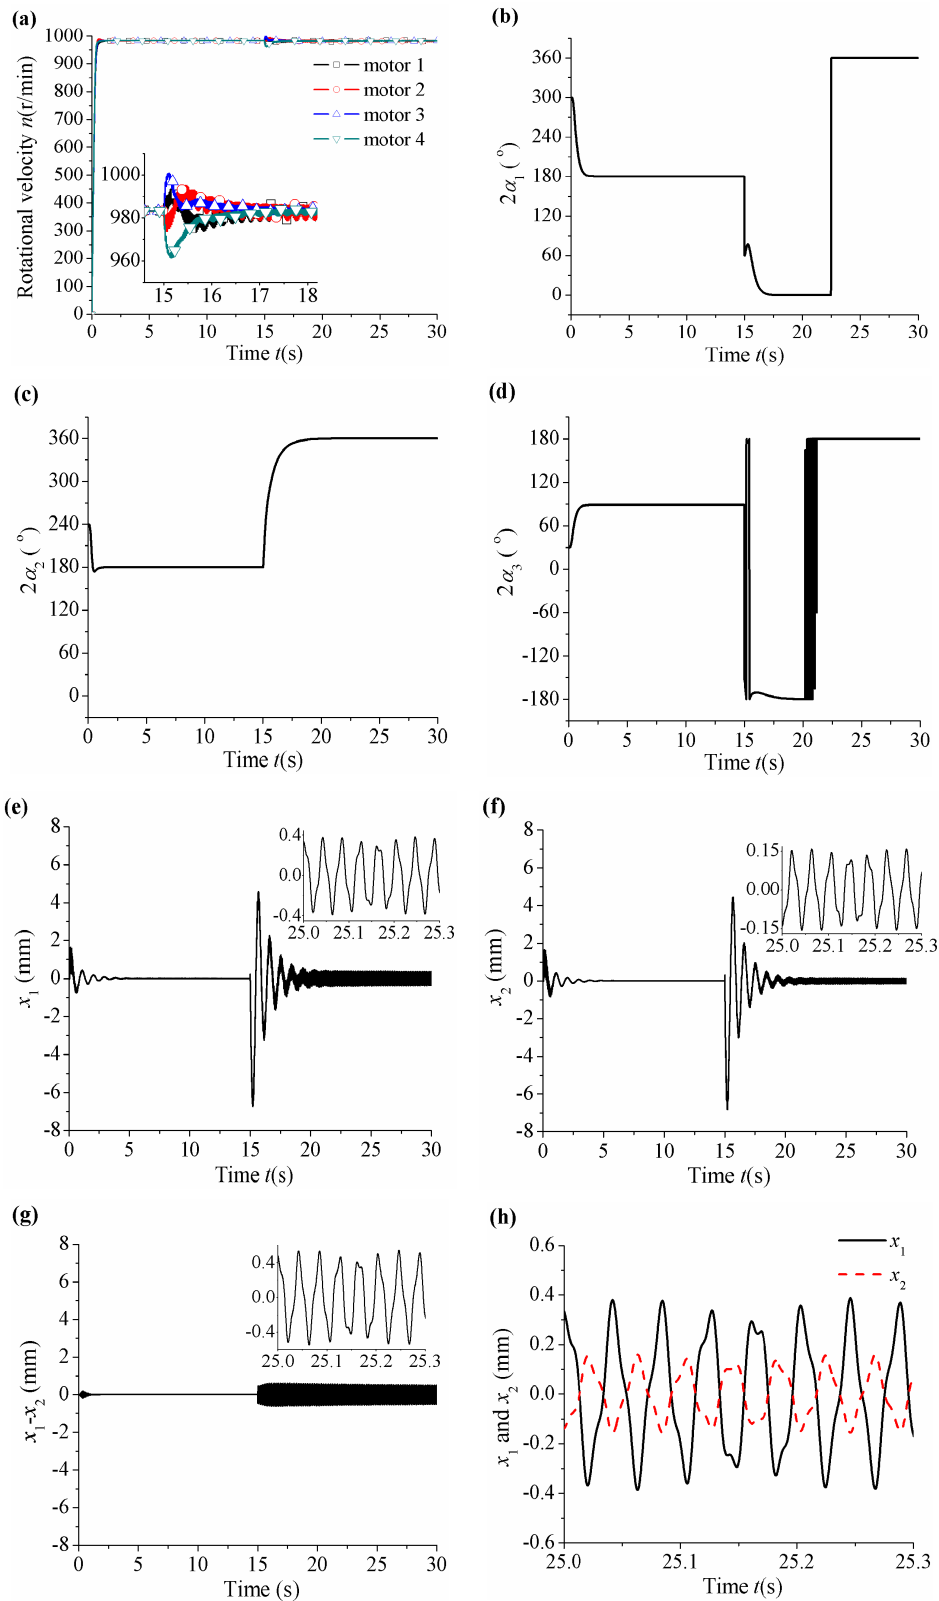 (a)
1000
900
800
700
600
500
400
300
200
100
0
Rotational velocity n(r/min)
motor 1
motor 2
motor 3
motor 4
1000
980
960
15 16 17 18
0 5 10 15 20 25 30
Time t(s)
(b)
360
300
240
180
120
60
0
2α₁ (°)
0 5 10 15 20 25 30
Time t(s)
(c)
360
300
240
180
120
60
0
2α₂ (°)
0 5 10 15 20 25 30
Time t(s)
(d)
180
120
60
0
-60
-120
-180
2α₃ (°)
0 5 10 15 20 25 30
Time t(s)
(e)
8
6
4
2
0
-2
-4
-6
-8
x₁ (mm)
0.4
0.0
-0.4
25.0 25.1 25.2 25.3
0 5 10 15 20 25 30
Time t(s)
(f)
8
6
4
2
0
-2
-4
-6
-8
x₂ (mm)
0.15
0.00
-0.15
25.0 25.1 25.2 25.3
0 5 10 15 20 25 30
Time t(s)
(g)
8
6
4
2
0
-2
-4
-6
-8
x₁-x₂ (mm)
0.4
0.0
-0.4
25.0 25.1 25.2 25.3
0 5 10 15 20 25 30
Time (s)
(h)
0.6
0.4
0.2
0.0
-0.2
-0.4
-0.6
x₁ and x₂ (mm)
x₁
x₂
25.0 25.1 25.2 25.3
Time t(s)